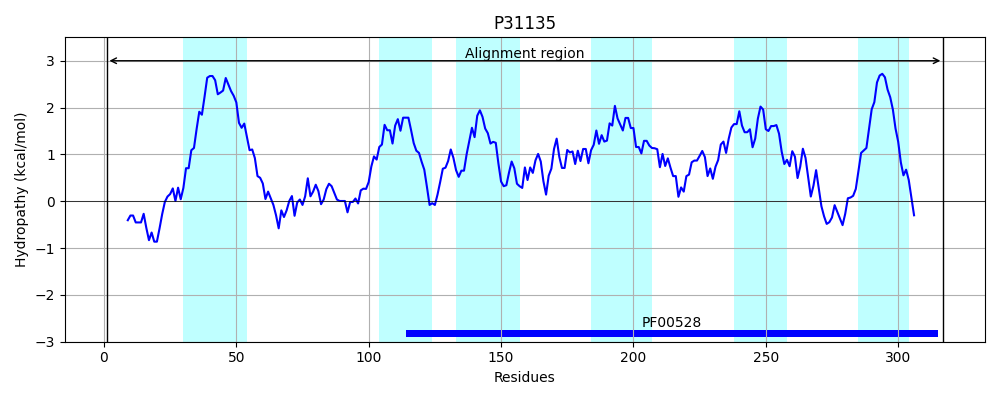 P31135
Alignment region
3
2
1
0
−1
−2
−3
Hydropathy (kcal/mol)
PF00528
0 50 100 150 200 250 300
Residues